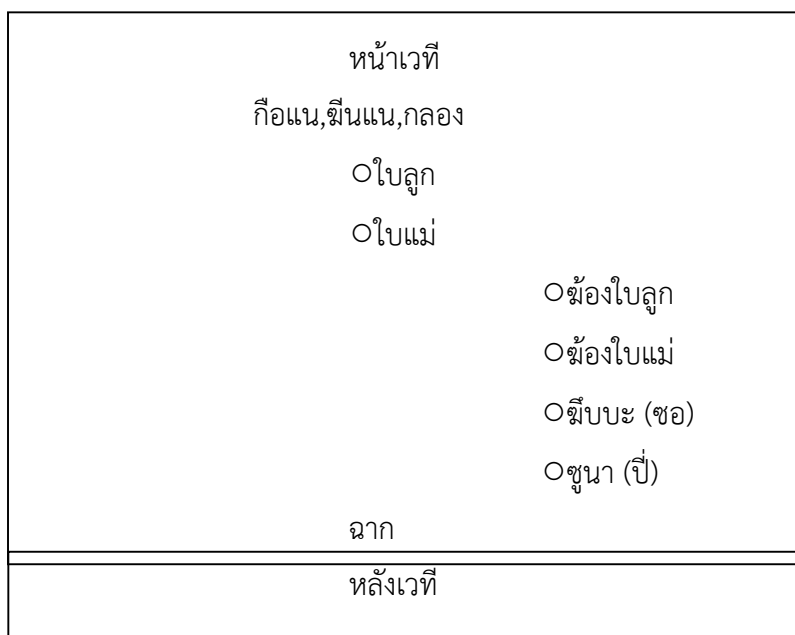 หน้าเวที
กือแน,ฆีนแน,กลอง
○ใบลูก
○ใบแม่
○ฆ้องใบลูก
○ฆ้องใบแม่
○ฆึบบะ (ซอ)
○ซูนา (ปี่)
ฉาก
หลังเวที